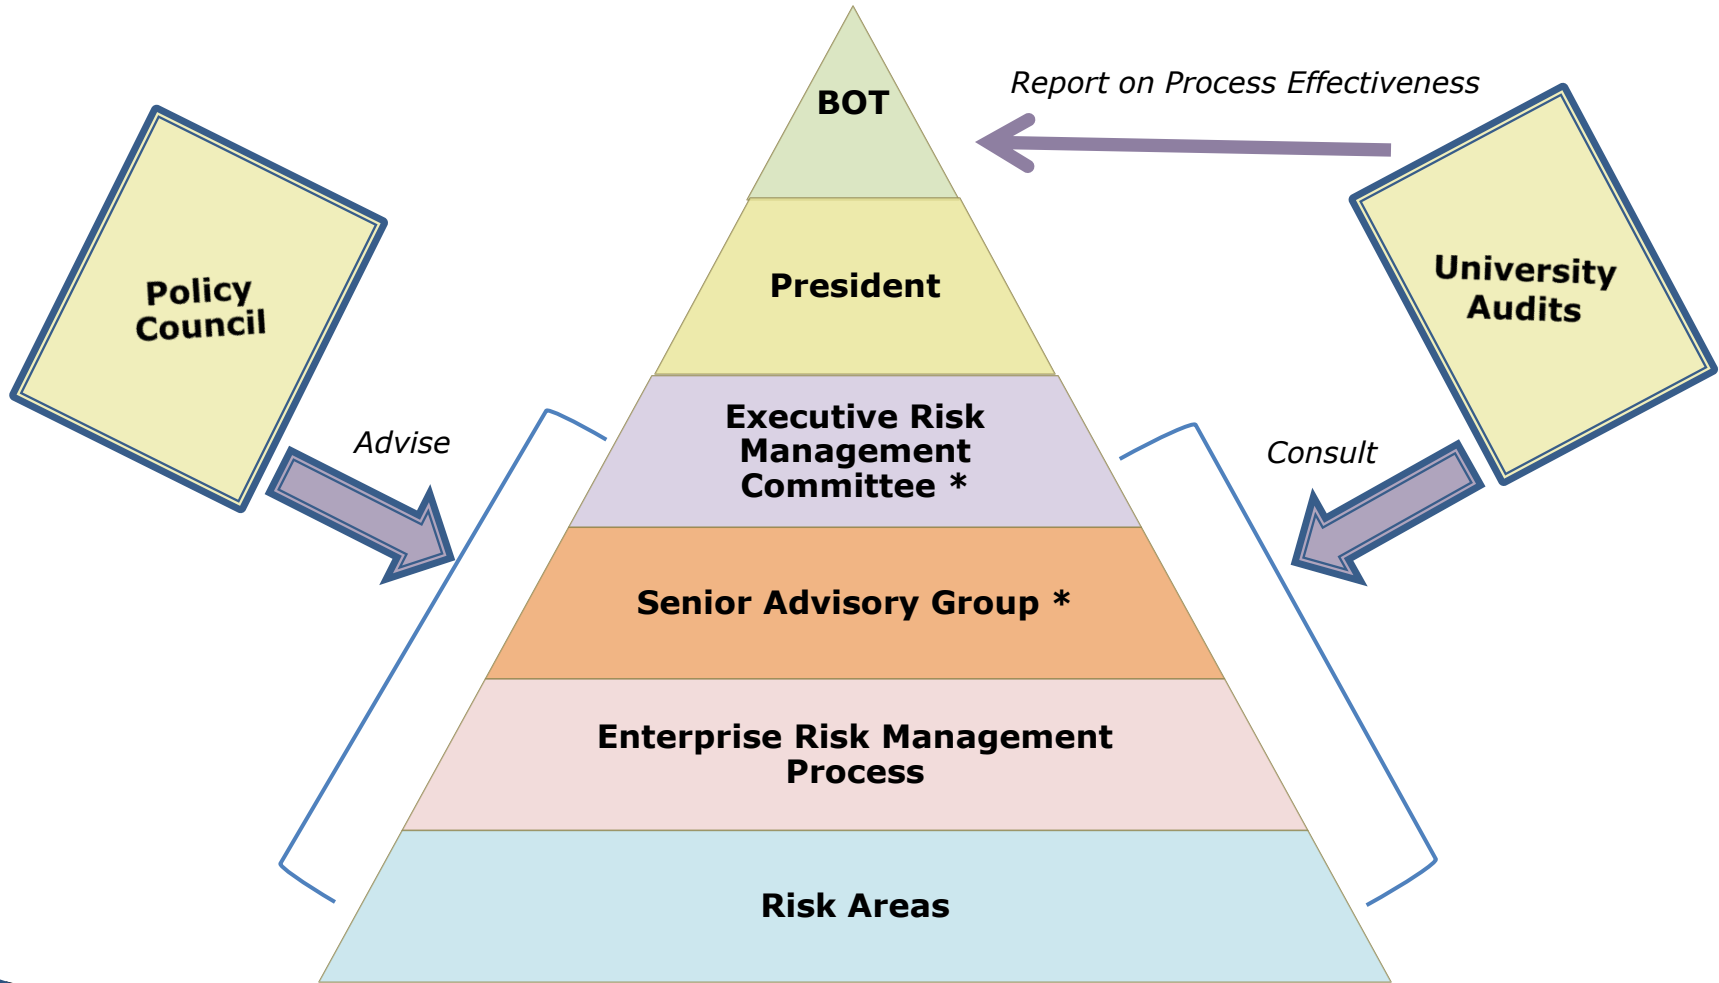 BOT
Report on Process Effectiveness
Policy
Council
President
University
Audits
Advise
Executive Risk
Management
Committee *
Consult
Senior Advisory Group *
Enterprise Risk Management
Process
Risk Areas